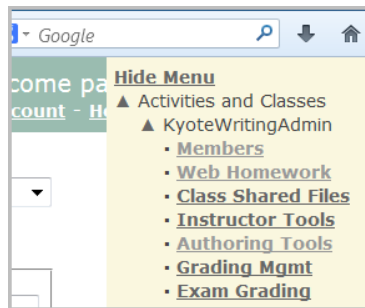 Google
come pa
count - H
Hide Menu
▲ Activities and Classes
▲ KyoteWritingAdmin
▪ Members
▪ Web Homework
▪ Class Shared Files
▪ Instructor Tools
▪ Authoring Tools
▪ Grading Mgmt
▪ Exam Grading